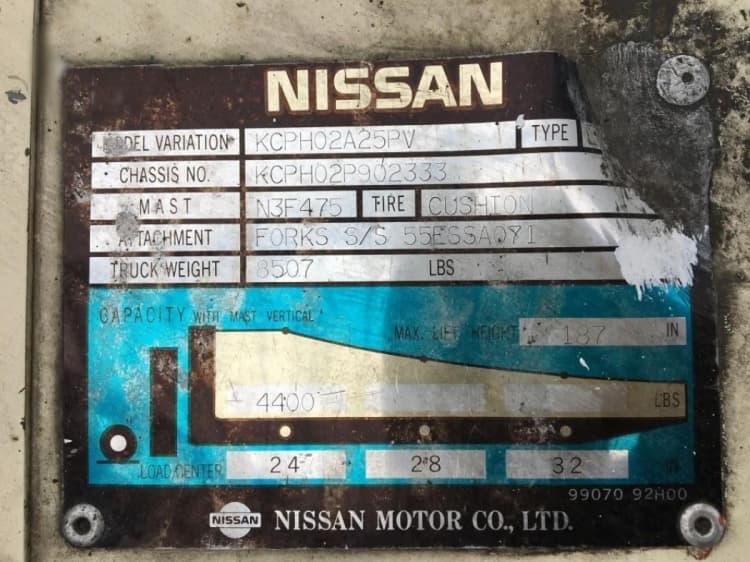 NISSAN
MODEL VARIATION KCPH02A25PV TYPE
CHASSIS NO. KCPH02P902333
MAST N3F475 TIRE CUSHION
ATTACHMENT FORKS S/S 55ESSAQ71
TRUCK WEIGHT 8507 LBS
CAPACITY WITH MAST VERTICAL
MAX. LIFT HEIGHT 187 IN
4400 LBS
LOAD CENTER 24 28 32 IN
99070 92H00
NISSAN NISSAN MOTOR CO., LTD.